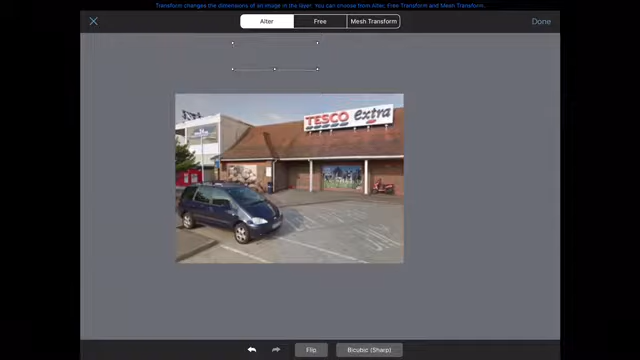 Transform changes the dimensions of an image in the layer. You can choose from Alter, Free Transform and Mesh Transform.
Alter
Free
Mesh Transform
Done
TESCO extra
Flip
Bicubic (Sharp)